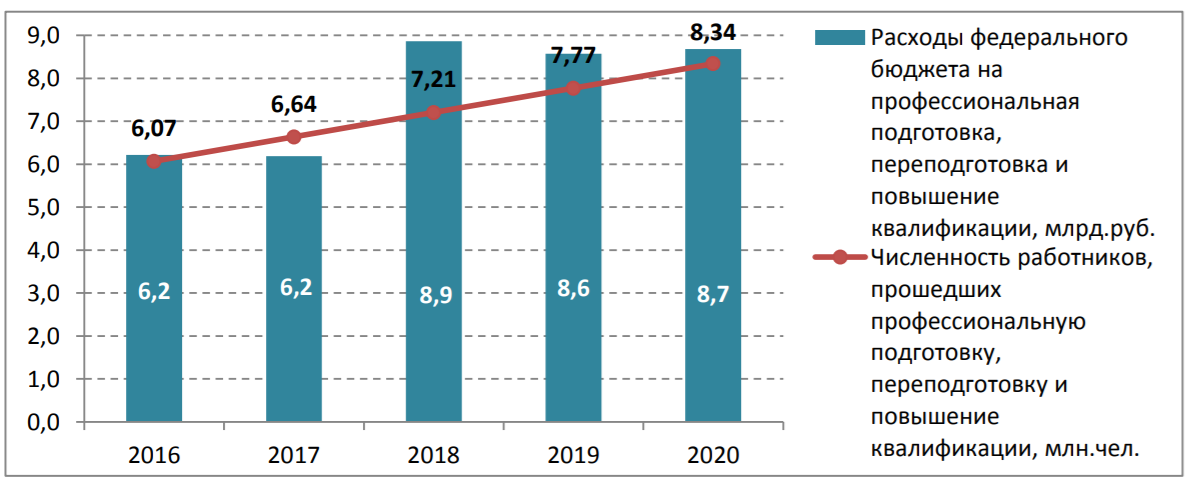 9,0
8,0
7,0
6,0
5,0
4,0
3,0
2,0
1,0
0,0
6,07
6,64
7,21
7,77
8,34
6,2
6,2
8,9
8,6
8,7
2016
2017
2018
2019
2020
Расходы федерального
бюджета на
профессиональная
подготовка,
переподготовка и
повышение
квалификации, млрд.руб.
Численность работников,
прошедших
профессиональную
подготовку,
переподготовку и
повышение
квалификации, млн.чел.